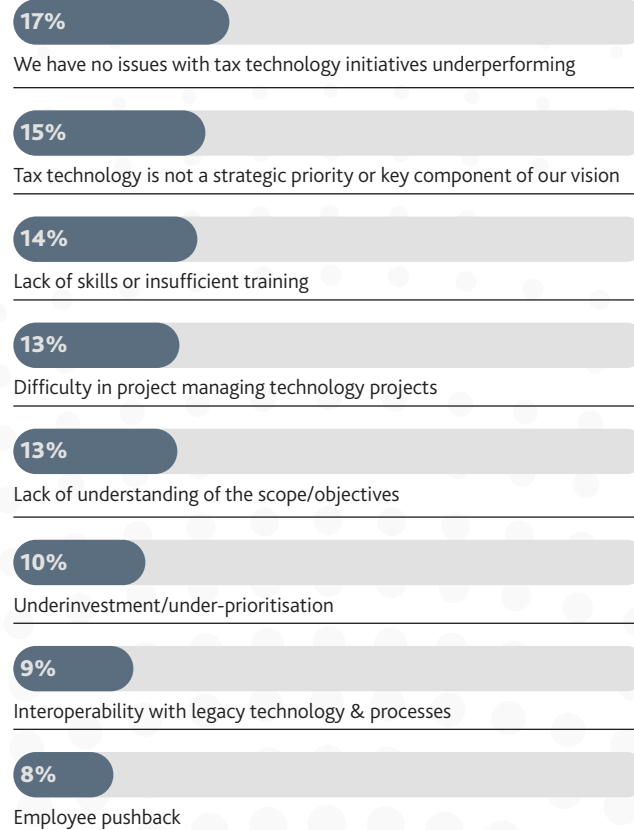 17%
We have no issues with tax technology initiatives underperforming
15%
Tax technology is not a strategic priority or key component of our vision
14%
Lack of skills or insufficient training
13%
Difficulty in project managing technology projects
13%
Lack of understanding of the scope/objectives
10%
Underinvestment/under-prioritisation
9%
Interoperability with legacy technology & processes
8%
Employee pushback